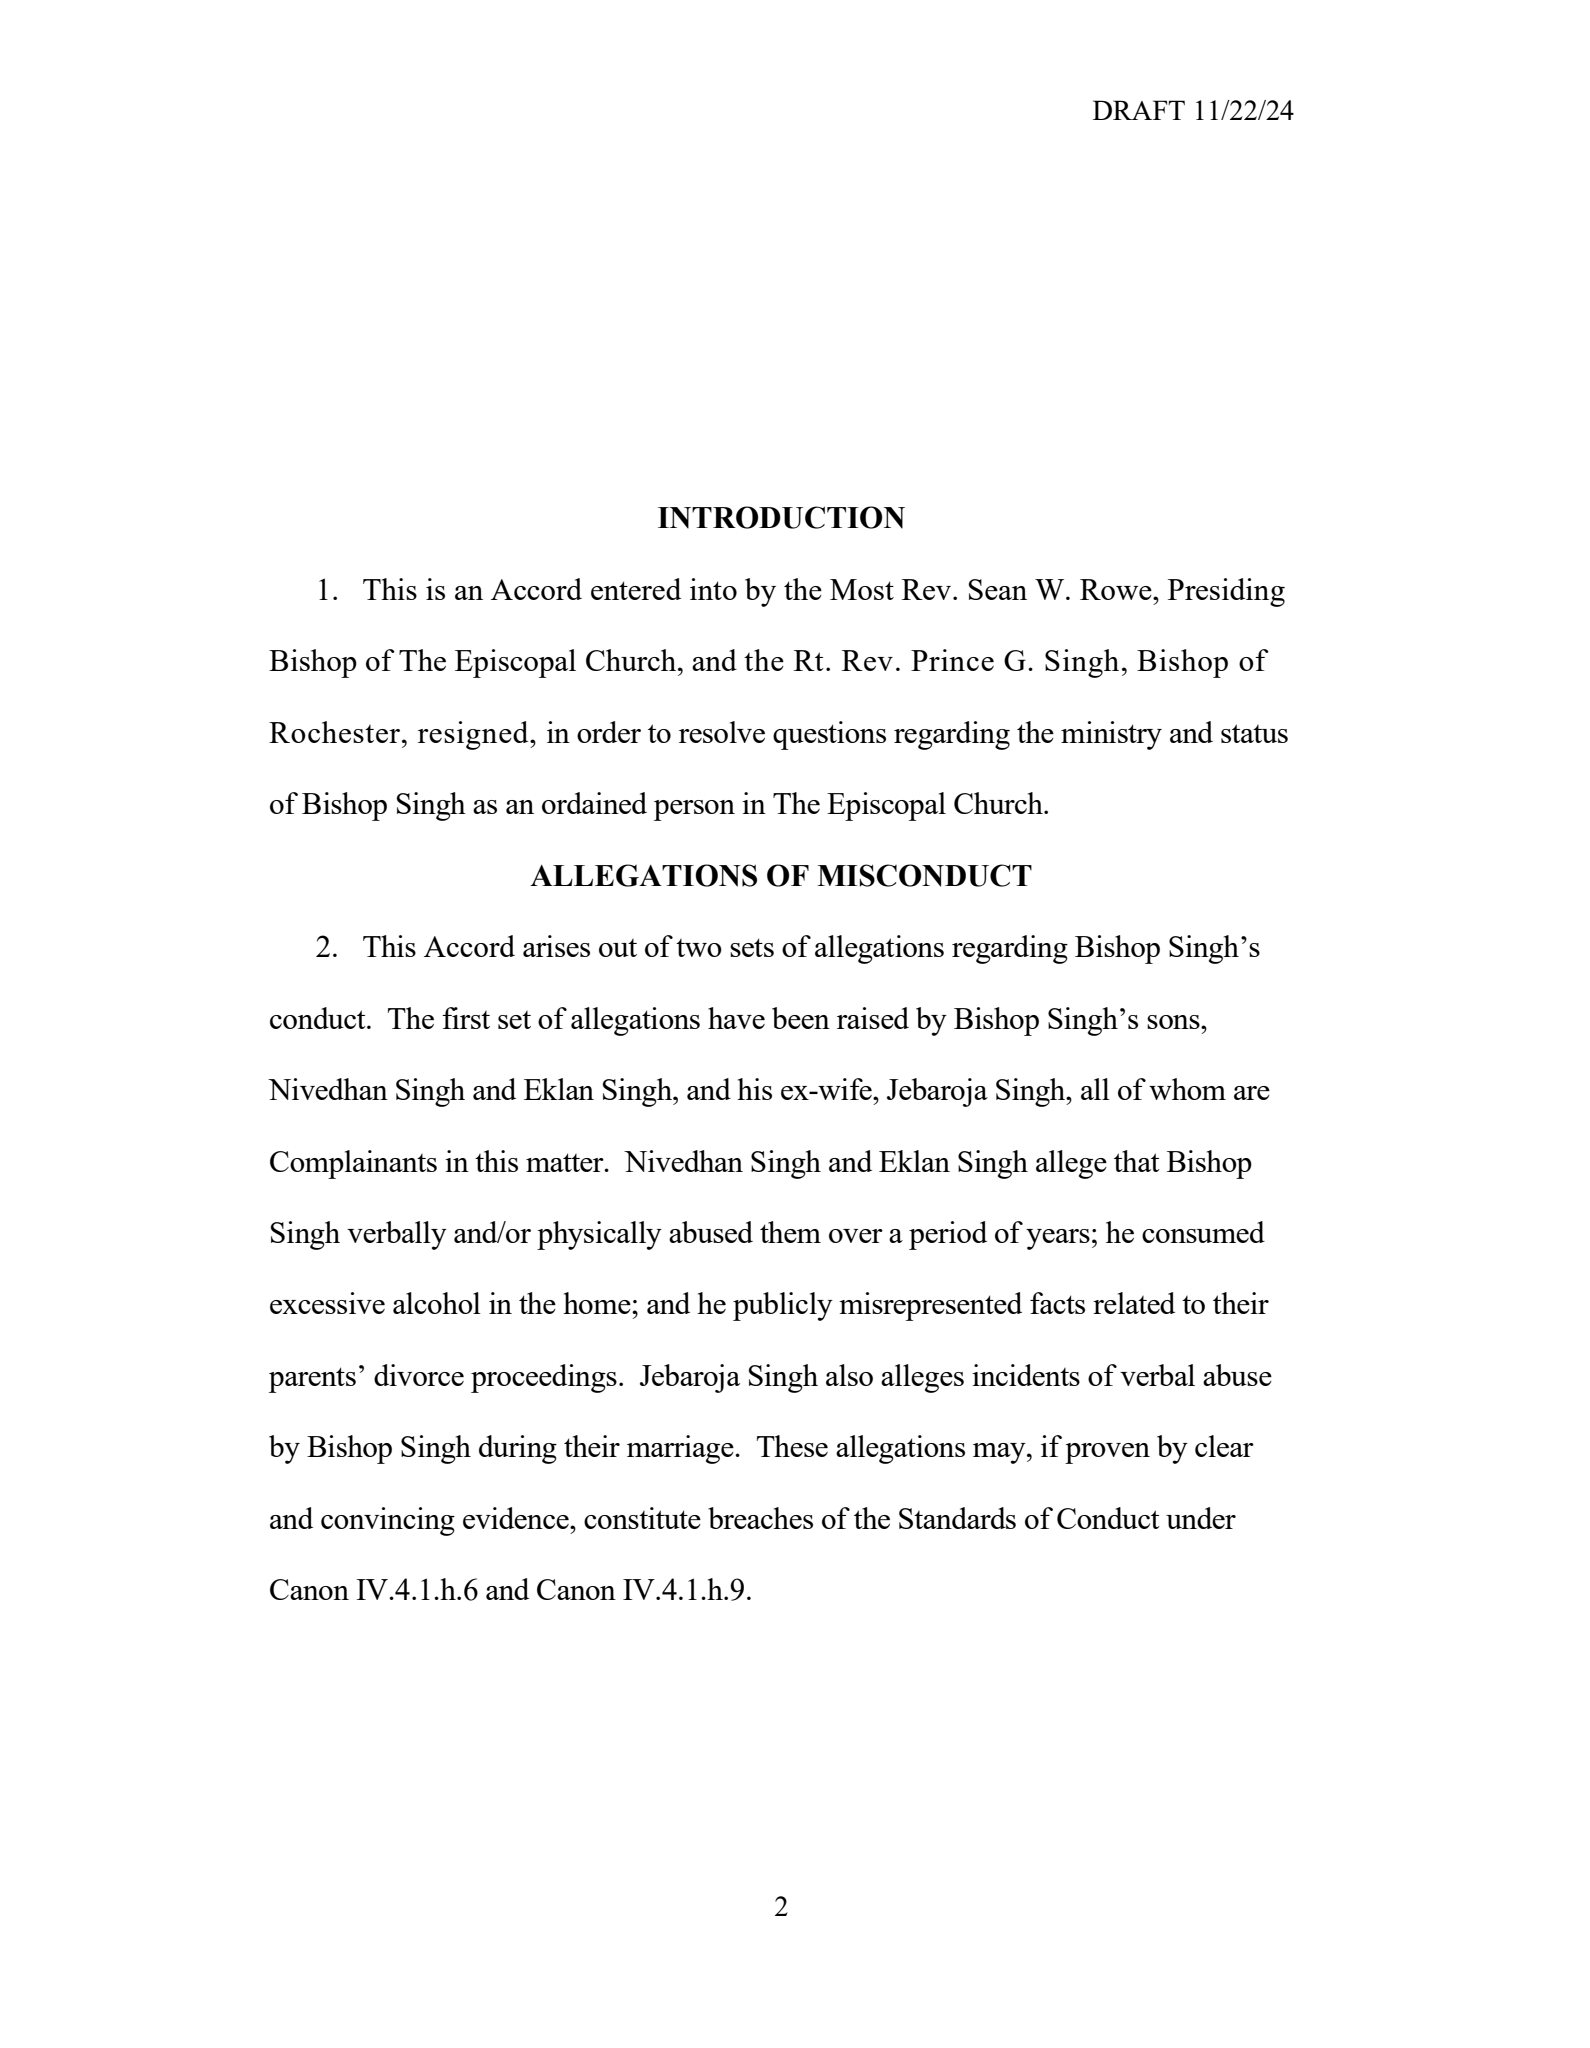 DRAFT 11/22/24
INTRODUCTION
1. This is an Accord entered into by the Most Rev. Sean W. Rowe, Presiding
Bishop of The Episcopal Church, and the Rt. Rev. Prince G. Singh, Bishop of
Rochester, resigned, in order to resolve questions regarding the ministry and status
of Bishop Singh as an ordained person in The Episcopal Church.
ALLEGATIONS OF MISCONDUCT
2. This Accord arises out of two sets of allegations regarding Bishop Singh’s
conduct. The first set of allegations have been raised by Bishop Singh’s sons,
Nivedhan Singh and Eklan Singh, and his ex-wife, Jebaroja Singh, all of whom are
Complainants in this matter. Nivedhan Singh and Eklan Singh allege that Bishop
Singh verbally and/or physically abused them over a period of years; he consumed
excessive alcohol in the home; and he publicly misrepresented facts related to their
parents’ divorce proceedings. Jebaroja Singh also alleges incidents of verbal abuse
by Bishop Singh during their marriage. These allegations may, if proven by clear
and convincing evidence, constitute breaches of the Standards of Conduct under
Canon IV.4.1.h.6 and Canon IV.4.1.h.9.
2